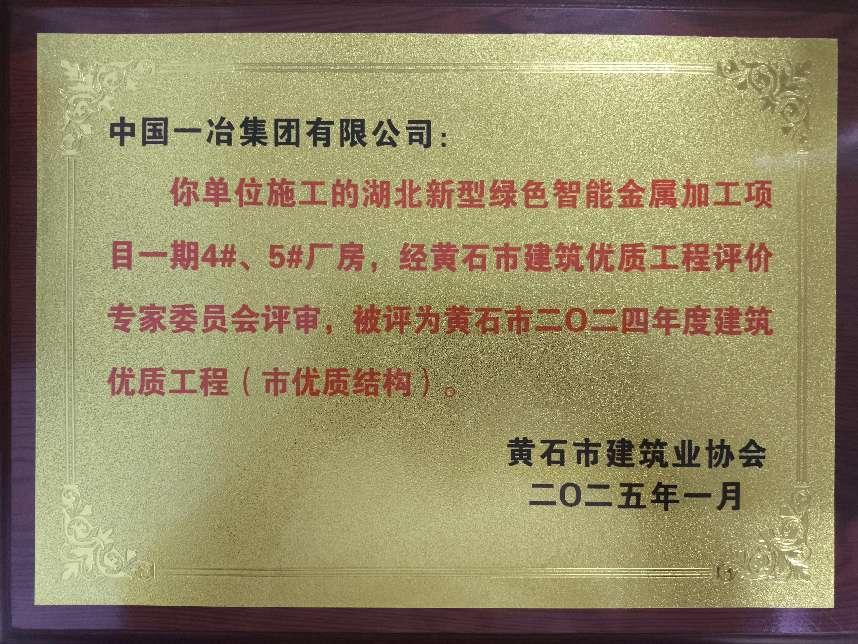 中国一冶集团有限公司：
你单位施工的湖北新型绿色智能金属加工项
目一期4#、5#厂房，经黄石市建筑优质工程评价
专家委员会评审，被评为黄石市二〇二四年度建筑
优质工程（市优质结构）。
黄石市建筑业协会
二〇二五年一月